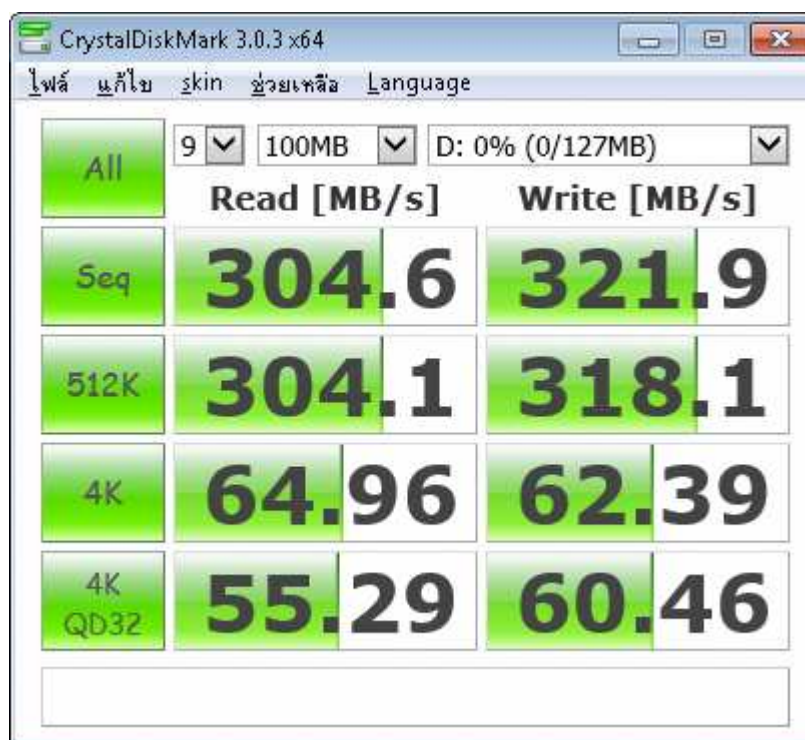 CrystalDiskMark 3.0.3 x64
ไฟล์ แก้ไข skin ช่วยเหลือ Language
All 9 100MB D: 0% (0/127MB)
Read [MB/s] Write [MB/s]
Seq 304.6 321.9
512K 304.1 318.1
4K 64.96 62.39
4K
QD32 55.29 60.46